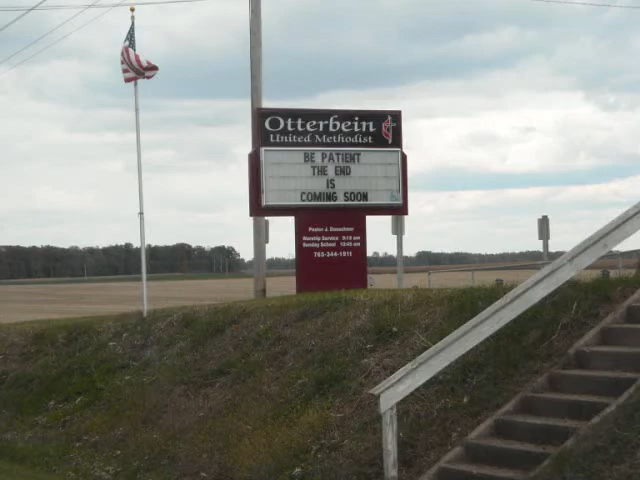 Otterbein
United Methodist
BE PATIENT
THE END
IS
COMING SOON
Pastor J.
Worship Service 9:15 am
Sunday School 10:45 am
765-344-1911